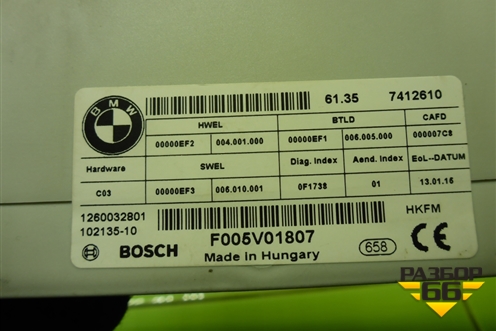 BMW
61.35 7412610
HWEL BTLD CAFD
00000EF2 004.001.000 00000EF1 006.005.000 000007C8
Hardware SWEL Diag. Index Aend. Index EoL-DATUM
C03 00000EF3 005.010.001 0F1738 01 13.01.15
1260032801
102135-10
HKFM
BOSCH F005V01807
Made in Hungary 658 CE
РАЗБОР
66